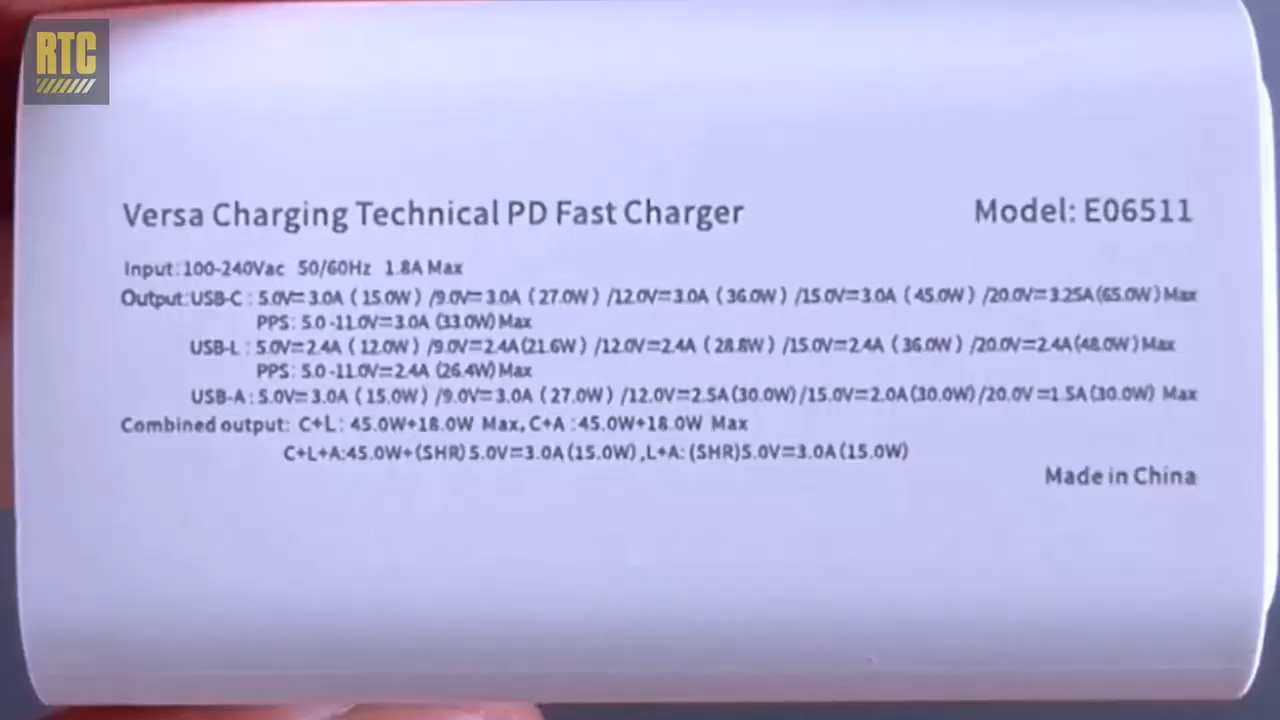 RTC
Versa Charging Technical PD Fast Charger Model: E06511
Input:100-240Vac 50/60Hz 1.8A Max
Output:USB-C : 5.0V=3.0A (15.0W) /9.0V=3.0A (27.0W) /12.0V=3.0A (36.0W) /15.0V=3.0A (45.0W) /20.0V=3.25A(65.0W) Max
PPS: 5.0-11.0V=3.0A (33.0W) Max
USB-L : 5.0V=2.4A (12.0W) /9.0V=2.4A(21.6W) /12.0V=2.4A (28.8W) /15.0V=2.4A (36.0W) /20.0V=2.4A(48.0W) Max
PPS: 5.0-11.0V=2.4A (26.4W) Max
USB-A : 5.0V=3.0A (15.0W) /9.0V=3.0A (27.0W) /12.0V=2.5A(30.0W)/15.0V=2.0A(30.0W)/20.0V=1.5A(30.0W) Max
Combined output: C+L: 45.0W+18.0W Max, C+A :45.0W+18.0W Max
C+L+A:45.0W+(SHR) 5.0V=3.0A(15.0W) ,L+A: (SHR)5.0V=3.0A(15.0W)
Made in China